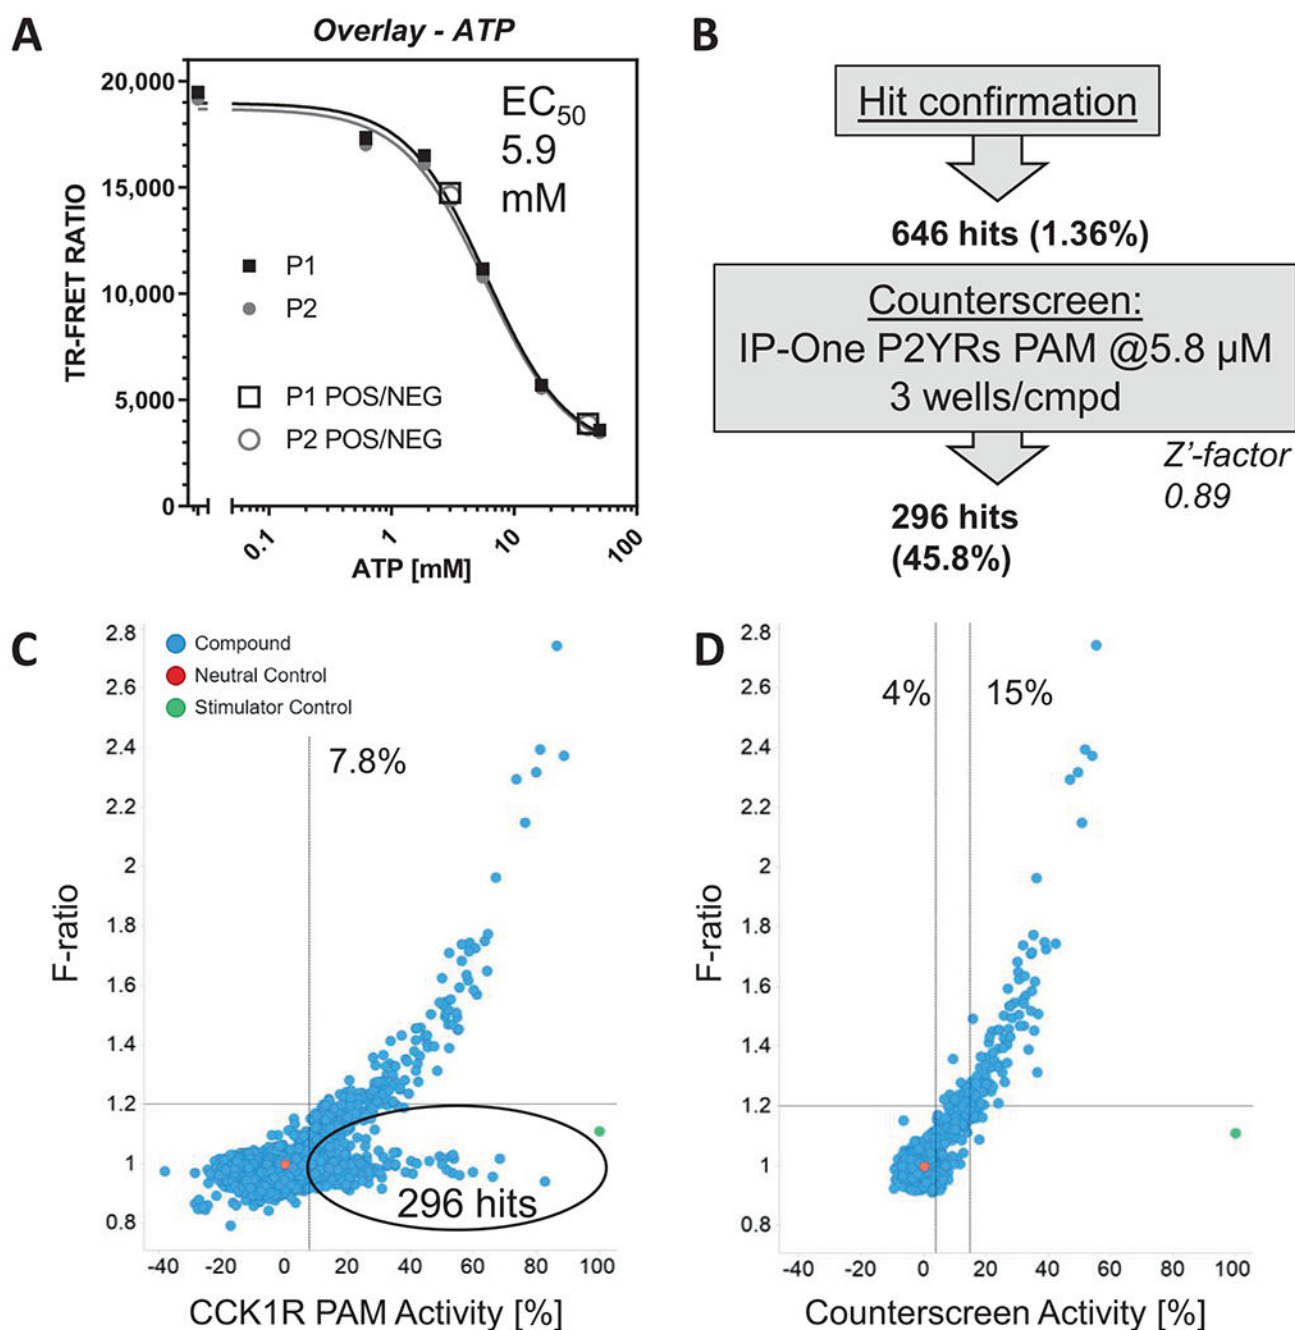 A
Overlay - ATP
TR-FRET RATIO
20,000
15,000
10,000
5,000
0
EC50
5.9
mM
P1
P2
P1 POS/NEG
P2 POS/NEG
0.1
1
10
100
ATP [mM]
B
Hit confirmation
646 hits (1.36%)
Counterscreen:
IP-One P2YRs PAM @5.8 µM
3 wells/cmpd
Z'-factor
0.89
296 hits
(45.8%)
C
F-ratio
2.8
2.6
2.4
2.2
2
1.8
1.6
1.4
1.2
1
0.8
Compound
Neutral Control
Stimulator Control
7.8%
296 hits
-40
-20
0
20
40
60
80
100
CCK1R PAM Activity [%]
D
F-ratio
2.8
2.6
2.4
2.2
2
1.8
1.6
1.4
1.2
1
0.8
4%
15%
-40
-20
0
20
40
60
80
100
Counterscreen Activity [%]